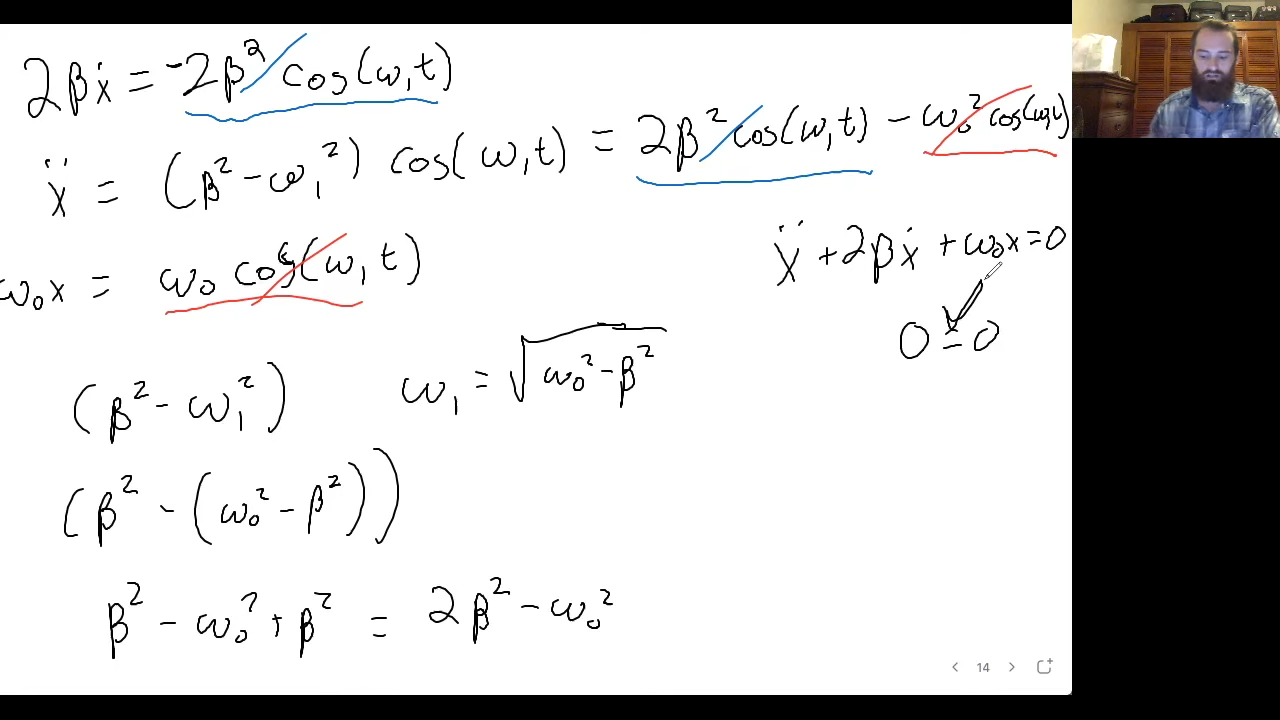 2βẋ = -2β² cos(ω₁t)
ẍ = (β² - ω₁²) cos(ω₁t) = 2β² cos(ω₁t) - ω₀² cos(ω₁t)
ω₀x = ω₀ cos(ω₁t)
ẍ + 2βẋ + ω₀x = 0
0 = 0
(β² - ω₁²) ω₁ = √(ω₀² - β²)
(β² - (ω₀² - β²))
β² - ω₀² + β² = 2β² - ω₀²
14